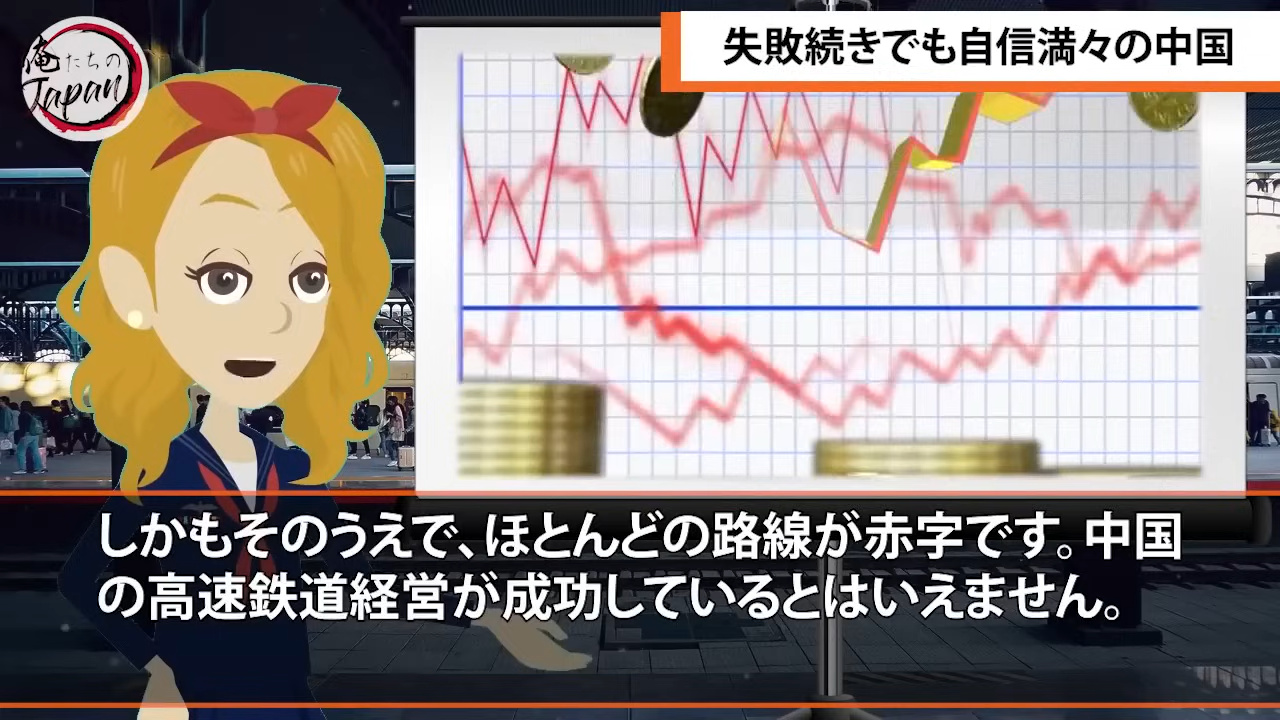 俺たちの
Japan
失敗続きでも自信満々の中国
しかもそのうえで、ほとんどの路線が赤字です。中国
の高速鉄道経営が成功しているとはいえません。